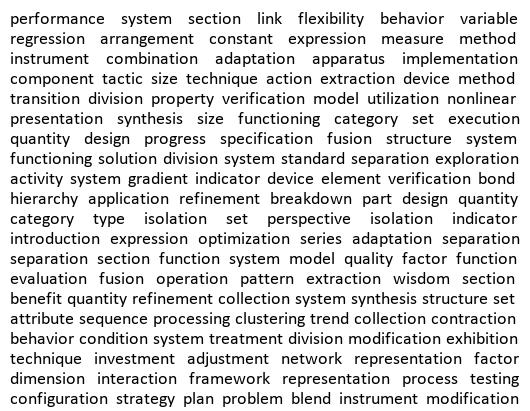 performance system section link flexibility behavior variable
regression arrangement constant expression measure method
instrument combination adaptation apparatus implementation
component tactic size technique action extraction device method
transition division property verification model utilization nonlinear
presentation synthesis size functioning category set execution
quantity design progress specification fusion structure system
functioning solution division system standard separation exploration
activity system gradient indicator device element verification bond
hierarchy application refinement breakdown part design quantity
category type isolation set perspective isolation indicator
introduction expression optimization series adaptation separation
separation section function system model quality factor function
evaluation fusion operation pattern extraction wisdom section
benefit quantity refinement collection system synthesis structure set
attribute sequence processing clustering trend collection contraction
behavior condition system treatment division modification exhibition
technique investment adjustment network representation factor
dimension interaction framework representation process testing
configuration strategy plan problem blend instrument modification